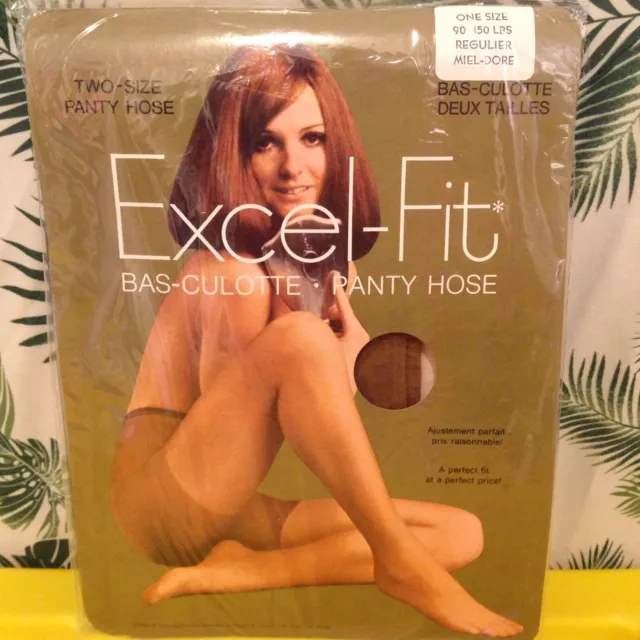 ONE SIZE
90 150 LBS
REGULIER
MIEL-DORE
TWO-SIZE
PANTY HOSE
BAS-CULOTTE
DEUX TAILLES
Excel-Fit*
BAS-CULOTTE · PANTY HOSE
Ajustement parfait
prix raisonnable!
A perfect fit
at a perfect price!